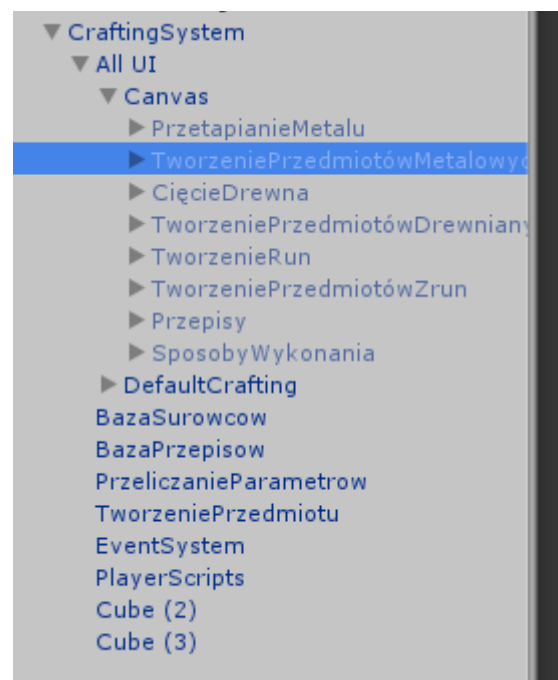 CraftingSystem
All UI
Canvas
PrzetapianieMetalu
TworzeniePrzedmiotówMetalowyc
CięcieDrewna
TworzeniePrzedmiotówDrewniany
TworzenieRun
TworzeniePrzedmiotówZrun
Przepisy
SposobyWykonania
DefaultCrafting
BazaSurowcow
BazaPrzepisow
PrzeliczanieParametrow
TworzeniePrzedmiotu
EventSystem
PlayerScripts
Cube (2)
Cube (3)